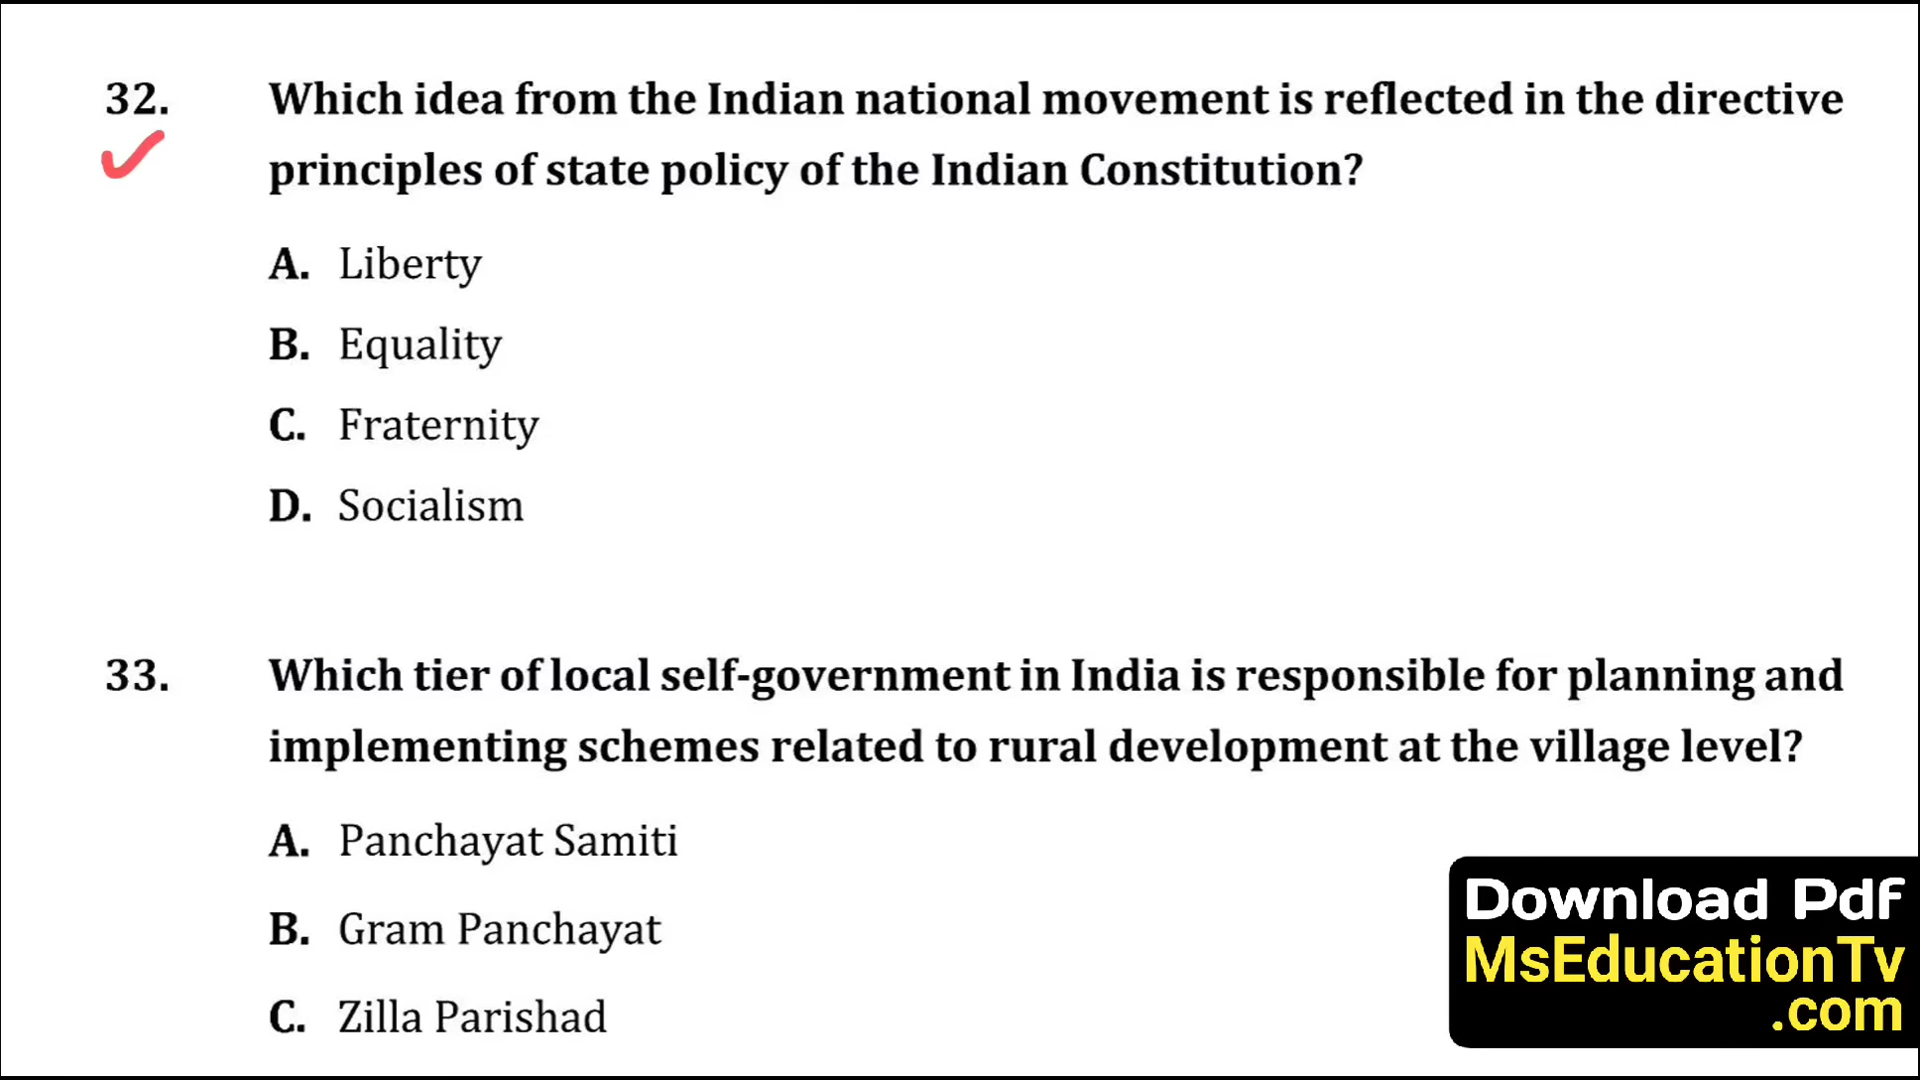 32. Which idea from the Indian national movement is reflected in the directive
principles of state policy of the Indian Constitution?
A. Liberty
B. Equality
C. Fraternity
D. Socialism
33. Which tier of local self-government in India is responsible for planning and
implementing schemes related to rural development at the village level?
A. Panchayat Samiti
B. Gram Panchayat
C. Zilla Parishad
Download Pdf
MsEducationTv
.com